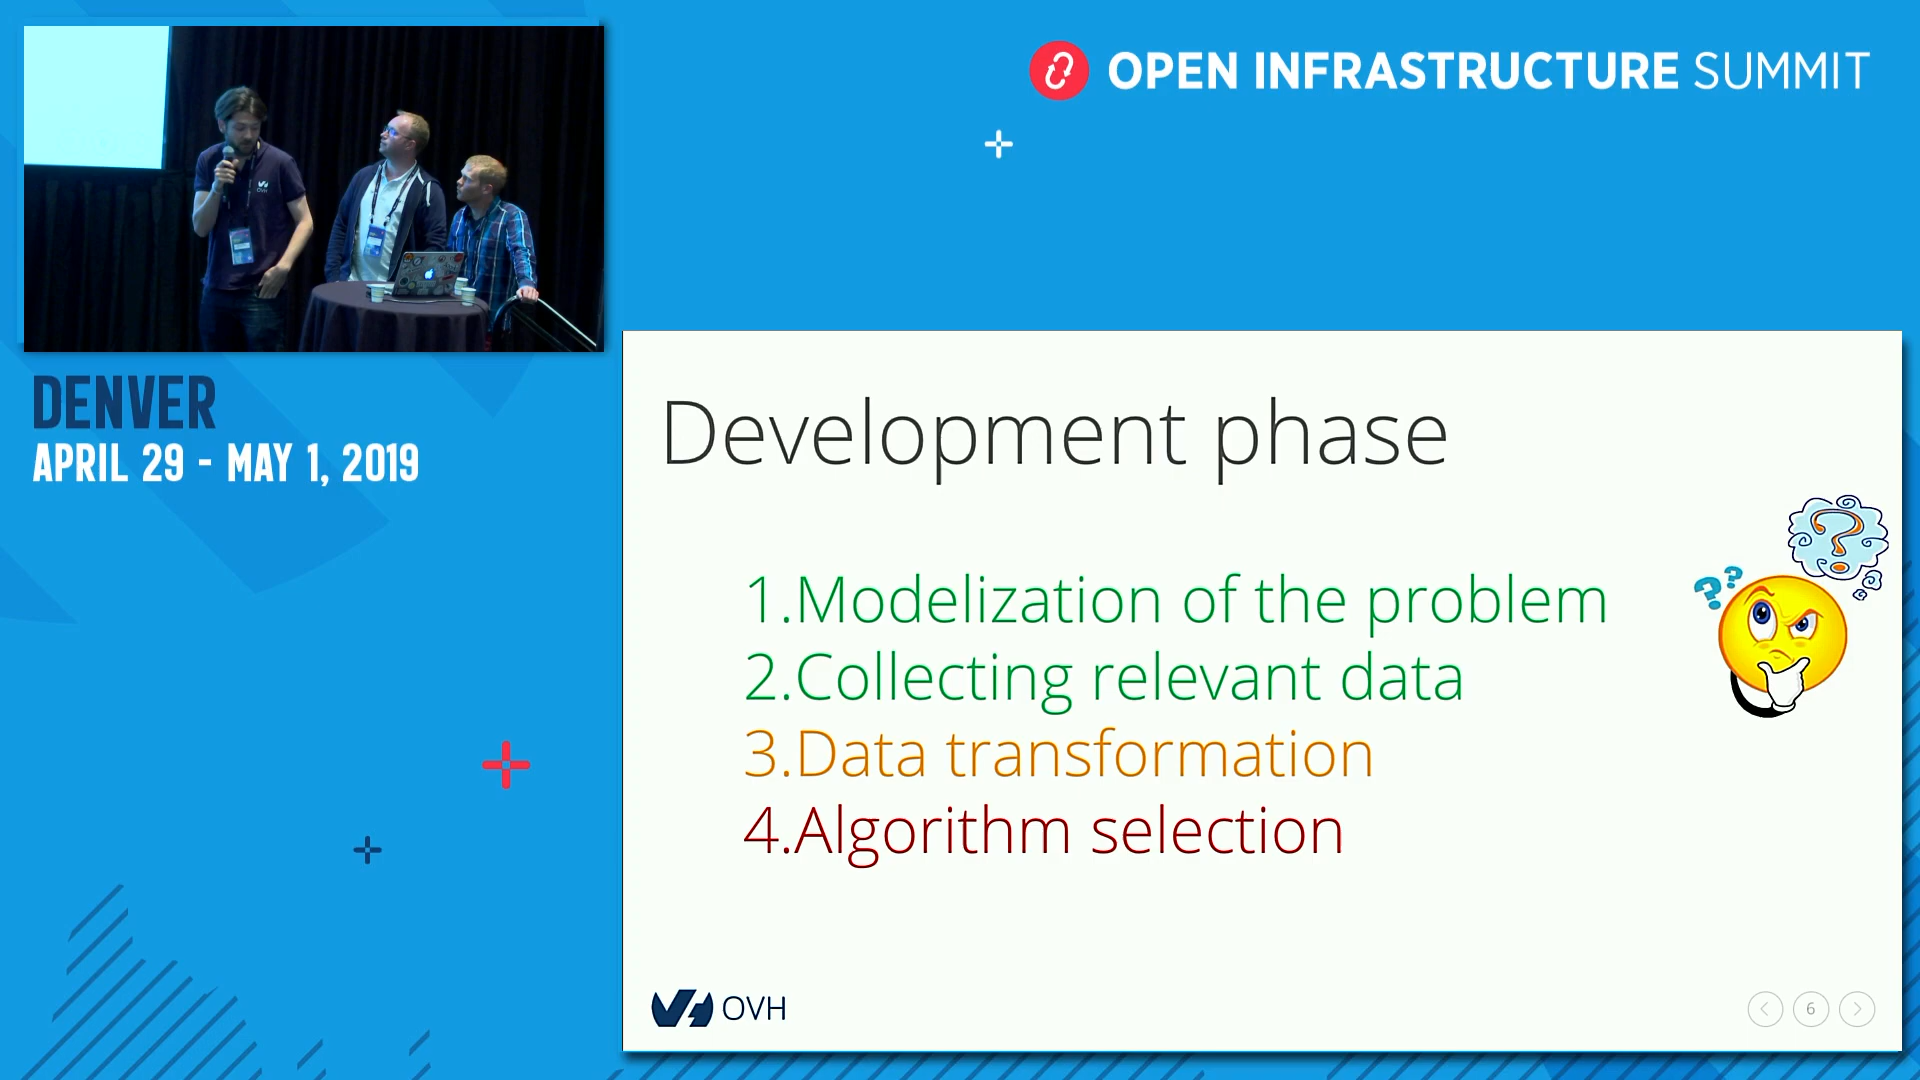 OPEN INFRASTRUCTURE SUMMIT
DENVER
APRIL 29 - MAY 1, 2019
Development phase
1.Modelization of the problem
2.Collecting relevant data
3.Data transformation
4.Algorithm selection
OVH
6